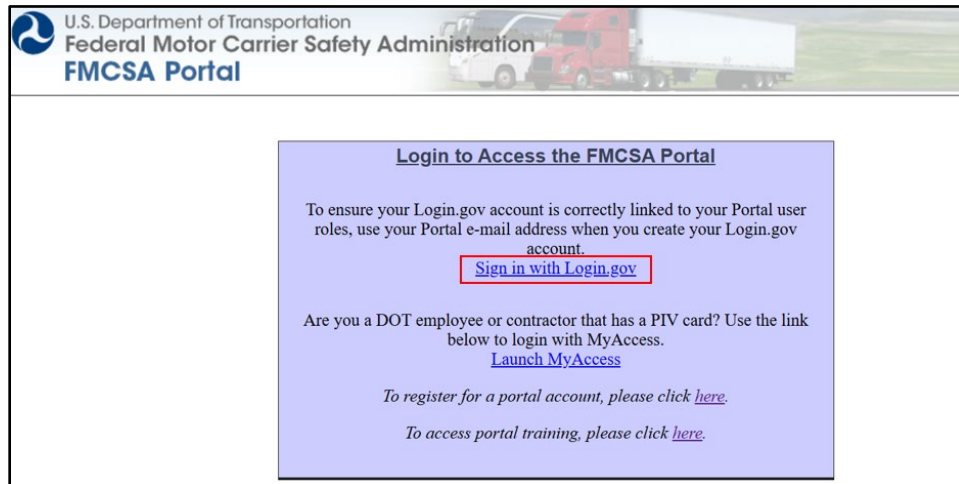 U.S. Department of Transportation
Federal Motor Carrier Safety Administration
FMCSA Portal
Login to Access the FMCSA Portal
To ensure your Login.gov account is correctly linked to your Portal user
roles, use your Portal e-mail address when you create your Login.gov
account.
Sign in with Login.gov
Are you a DOT employee or contractor that has a PIV card? Use the link
below to login with MyAccess.
Launch MyAccess
To register for a portal account, please click here.
To access portal training, please click here.